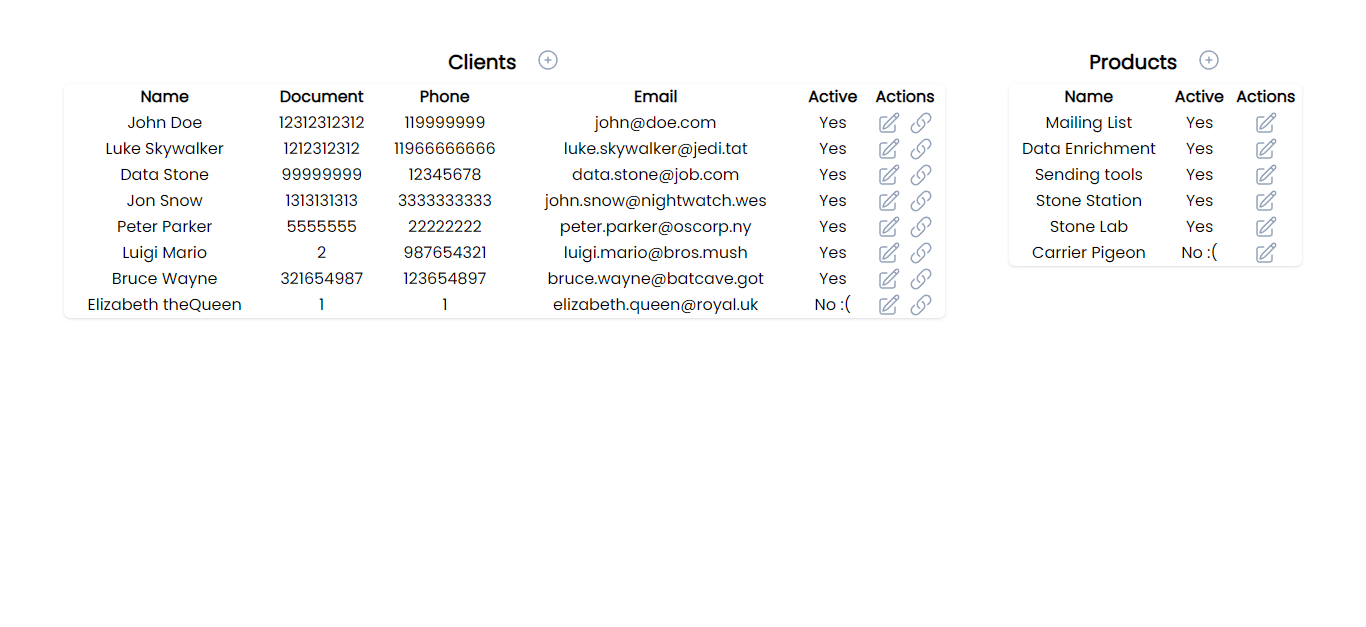 Clients
Name Document Phone Email Active Actions
John Doe 12312312312 119999999 john@doe.com Yes
Luke Skywalker 1212312312 11966666666 luke.skywalker@jedi.tat Yes
Data Stone 99999999 12345678 data.stone@job.com Yes
Jon Snow 1313131313 3333333333 john.snow@nightwatch.wes Yes
Peter Parker 5555555 22222222 peter.parker@oscorp.ny Yes
Luigi Mario 2 987654321 luigi.mario@bros.mush Yes
Bruce Wayne 321654987 123654897 bruce.wayne@batcave.got Yes
Elizabeth theQueen 1 1 elizabeth.queen@royal.uk No :(
Products
Name Active Actions
Mailing List Yes
Data Enrichment Yes
Sending tools Yes
Stone Station Yes
Stone Lab Yes
Carrier Pigeon No :(